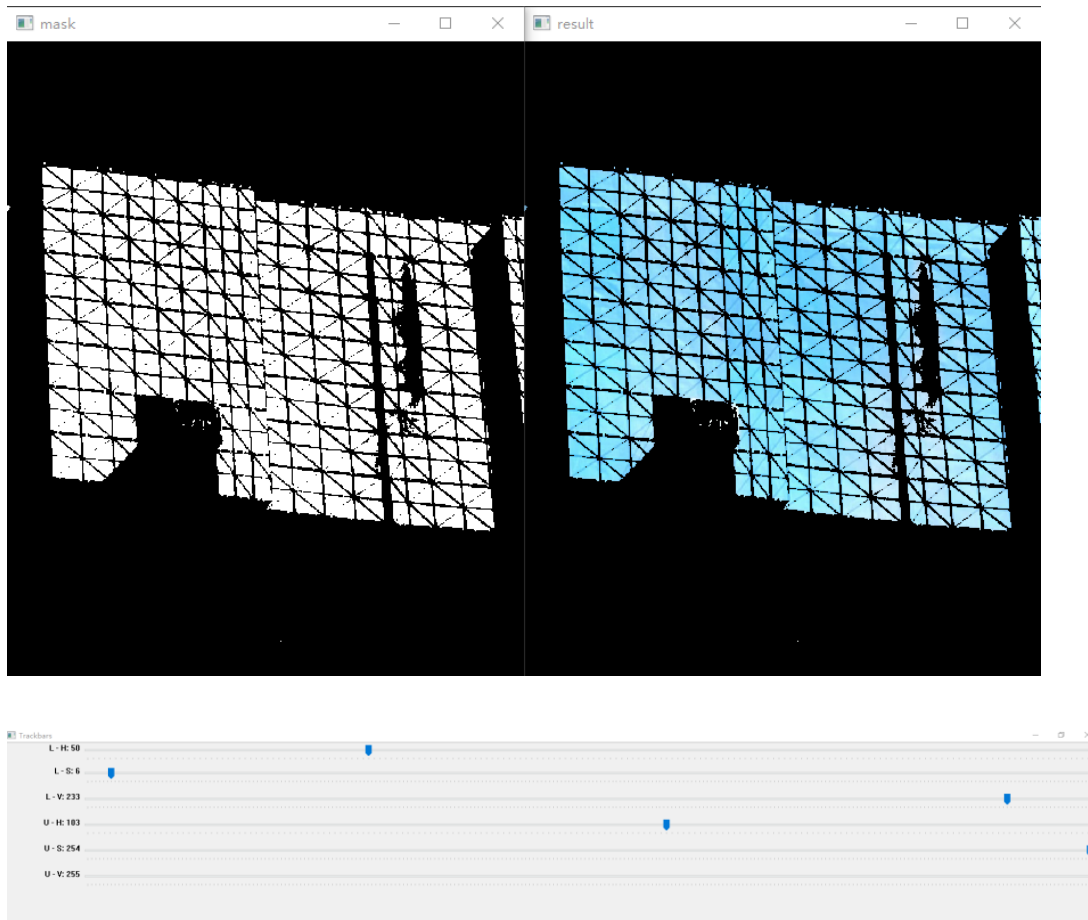 mask
result
Trackbars
L - H: 50
L - S: 6
L - V: 233
U - H: 103
U - S: 254
U - V: 255